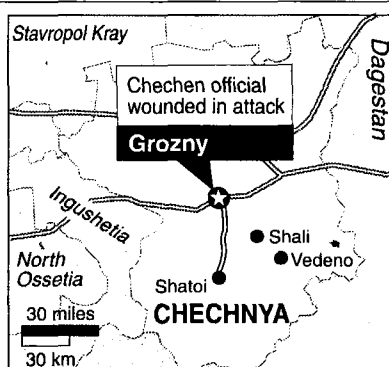 Stavropol Kray
Dagestan
Chechen official
wounded in attack
Grozny
Ingushetia
North
Ossetia
Shali
Vedeno
Shatoi
CHECHNYA
30 miles
30 km